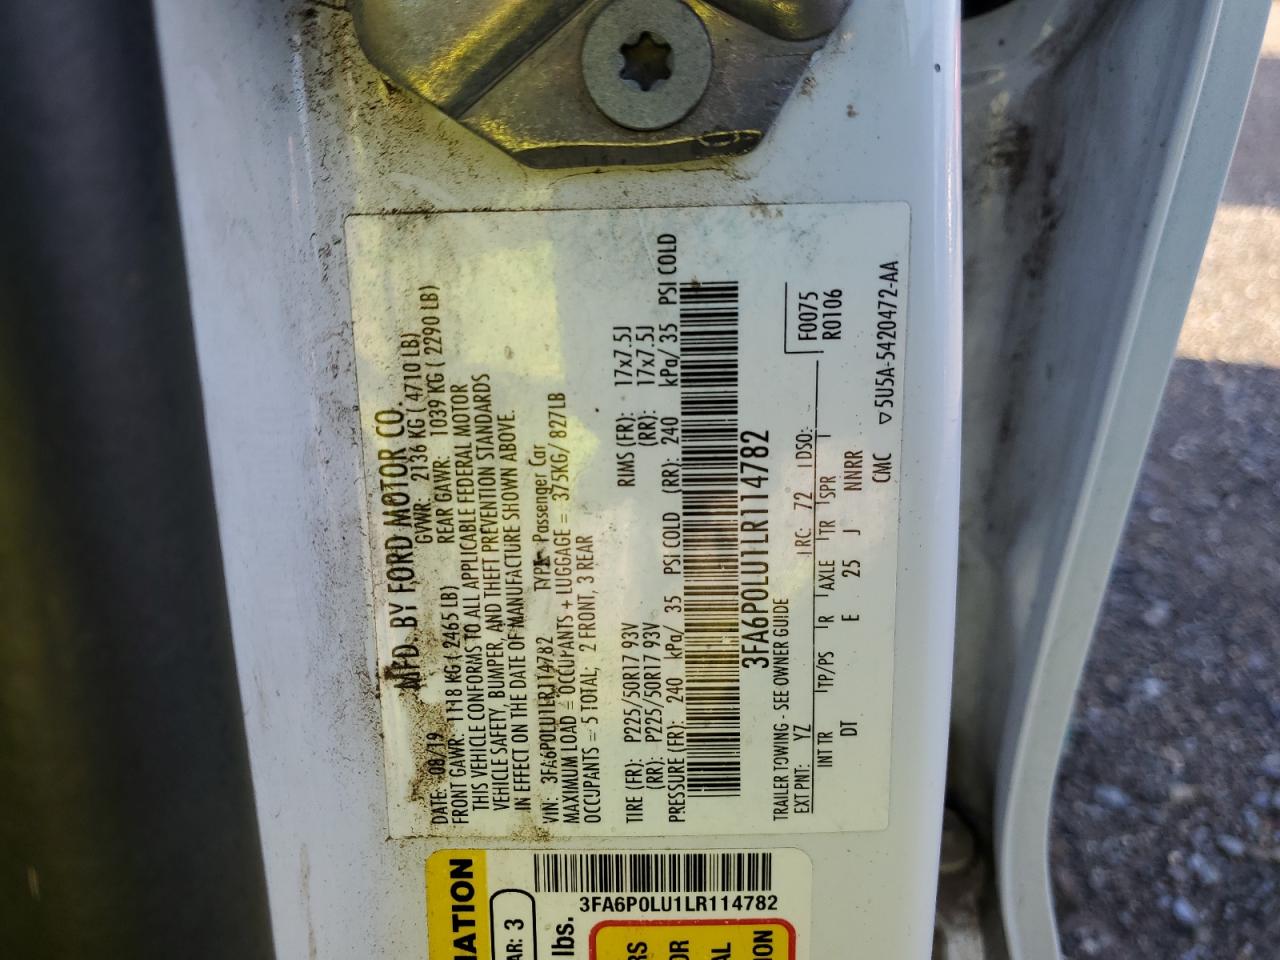 MFD. BY FORD MOTOR CO.
DATE: 08/19 GVWR: 2136 KG ( 4710 LB)
FRONT GAWR: 1118 KG ( 2465 LB) REAR GAWR: 1039 KG ( 2290 LB)
THIS VEHICLE CONFORMS TO ALL APPLICABLE FEDERAL MOTOR
VEHICLE SAFETY, BUMPER, AND THEFT PREVENTION STANDARDS
IN EFFECT ON THE DATE OF MANUFACTURE SHOWN ABOVE.
VIN: 3FA6P0LU1LR114782 TYPE: Passenger Car
MAXIMUM LOAD = OCCUPANTS + LUGGAGE = 375KG/ 827LB
OCCUPANTS = 5 TOTAL, 2 FRONT, 3 REAR
TIRE (FR): P225/50R17 93V RIMS (FR): 17x7.5J
(RR): P225/50R17 93V (RR): 17x7.5J
PRESSURE (FR): 240 kPa/ 35 PSI COLD (RR): 240 kPa/ 35 PSI COLD
3FA6P0LU1LR114782
TRAILER TOWING - SEE OWNER GUIDE
F0075
EXT PNT: YZ RC: 72 DSO: R0106
INT TR TP/PS R AXLE TR SPR
DT E 25 J NNRR
CMC ▽5U5A-5420472-AA
3FA6P0LU1LR114782
AR: 3
lbs.